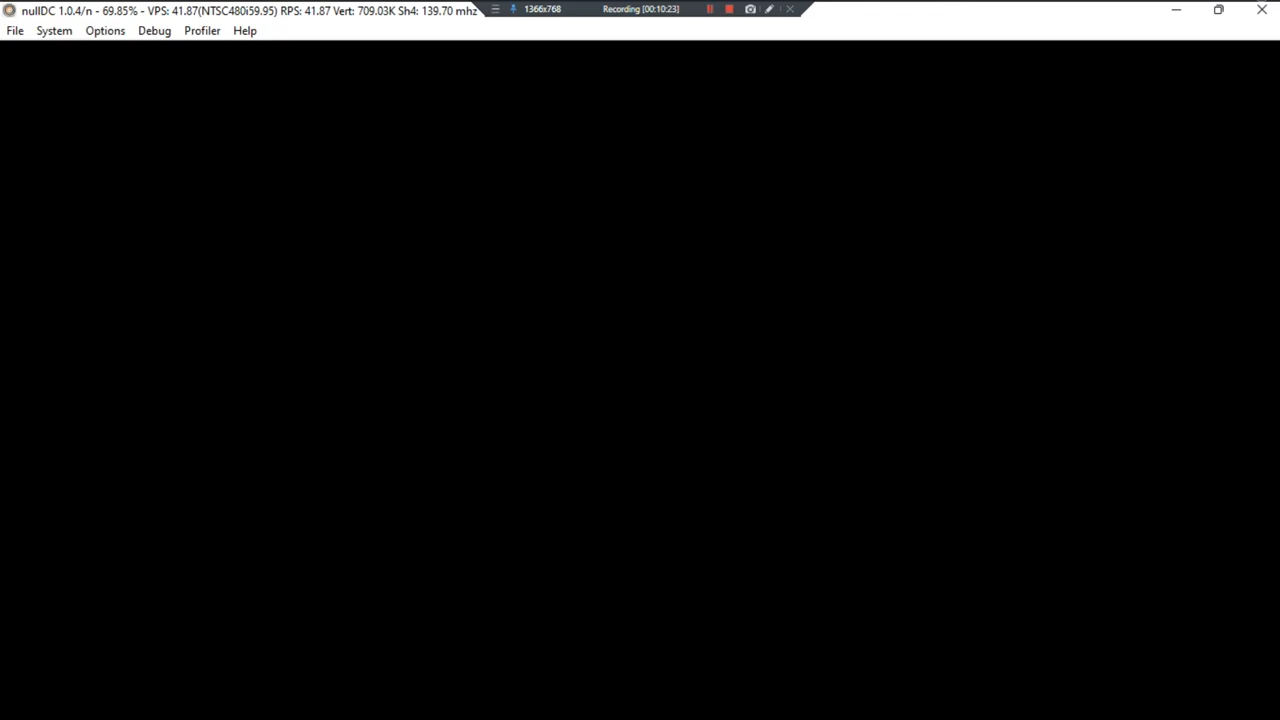 nullDC 1.0.4/n - 69.85% - VPS: 41.87(NTSC480i59.95) RPS: 41.87 Vert: 709.03K Sh4: 139.70 mhz
1366x768 Recording [00:10:23]
File System Options Debug Profiler Help